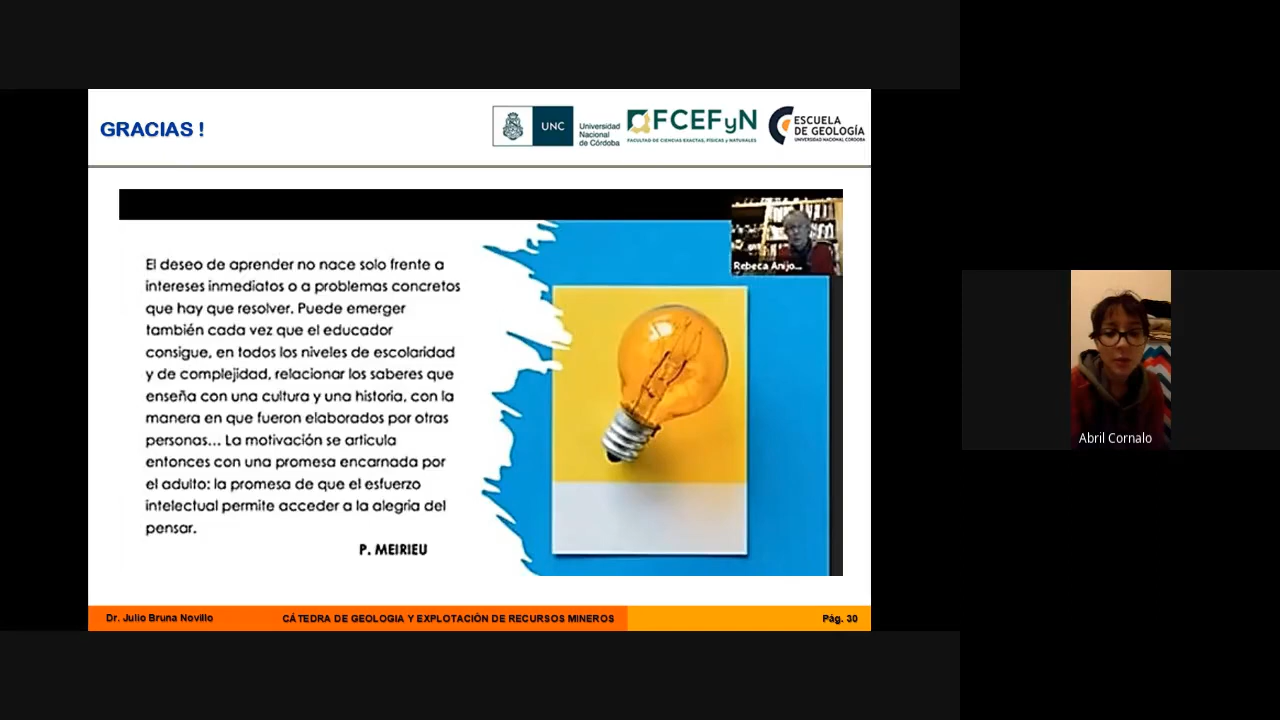 GRACIAS !
UNC
Universidad
Nacional
de Córdoba
FCEFyN
FACULTAD DE CIENCIAS EXACTAS, FÍSICAS y NATURALES
ESCUELA
DE GEOLOGÍA
UNIVERSIDAD NACIONAL CÓRDOBA
Rebeca Anijo...
El deseo de aprender no nace solo frente a
intereses inmediatos o a problemas concretos
que hay que resolver. Puede emerger
también cada vez que el educador
consigue, en todos los niveles de escolaridad
y de complejidad, relacionar los saberes que
enseña con una cultura y una historia, con la
manera en que fueron elaborados por otras
personas... La motivación se articula
entonces con una promesa encarnada por
el adulto: la promesa de que el esfuerzo
intelectual permite acceder a la alegria del
pensar.
P. MEIRIEU
Abril Cornalo
Dr. Julio Bruna Novillo
CÁTEDRA DE GEOLOGIA Y EXPLOTACIÓN DE RECURSOS MINEROS
Pág. 30